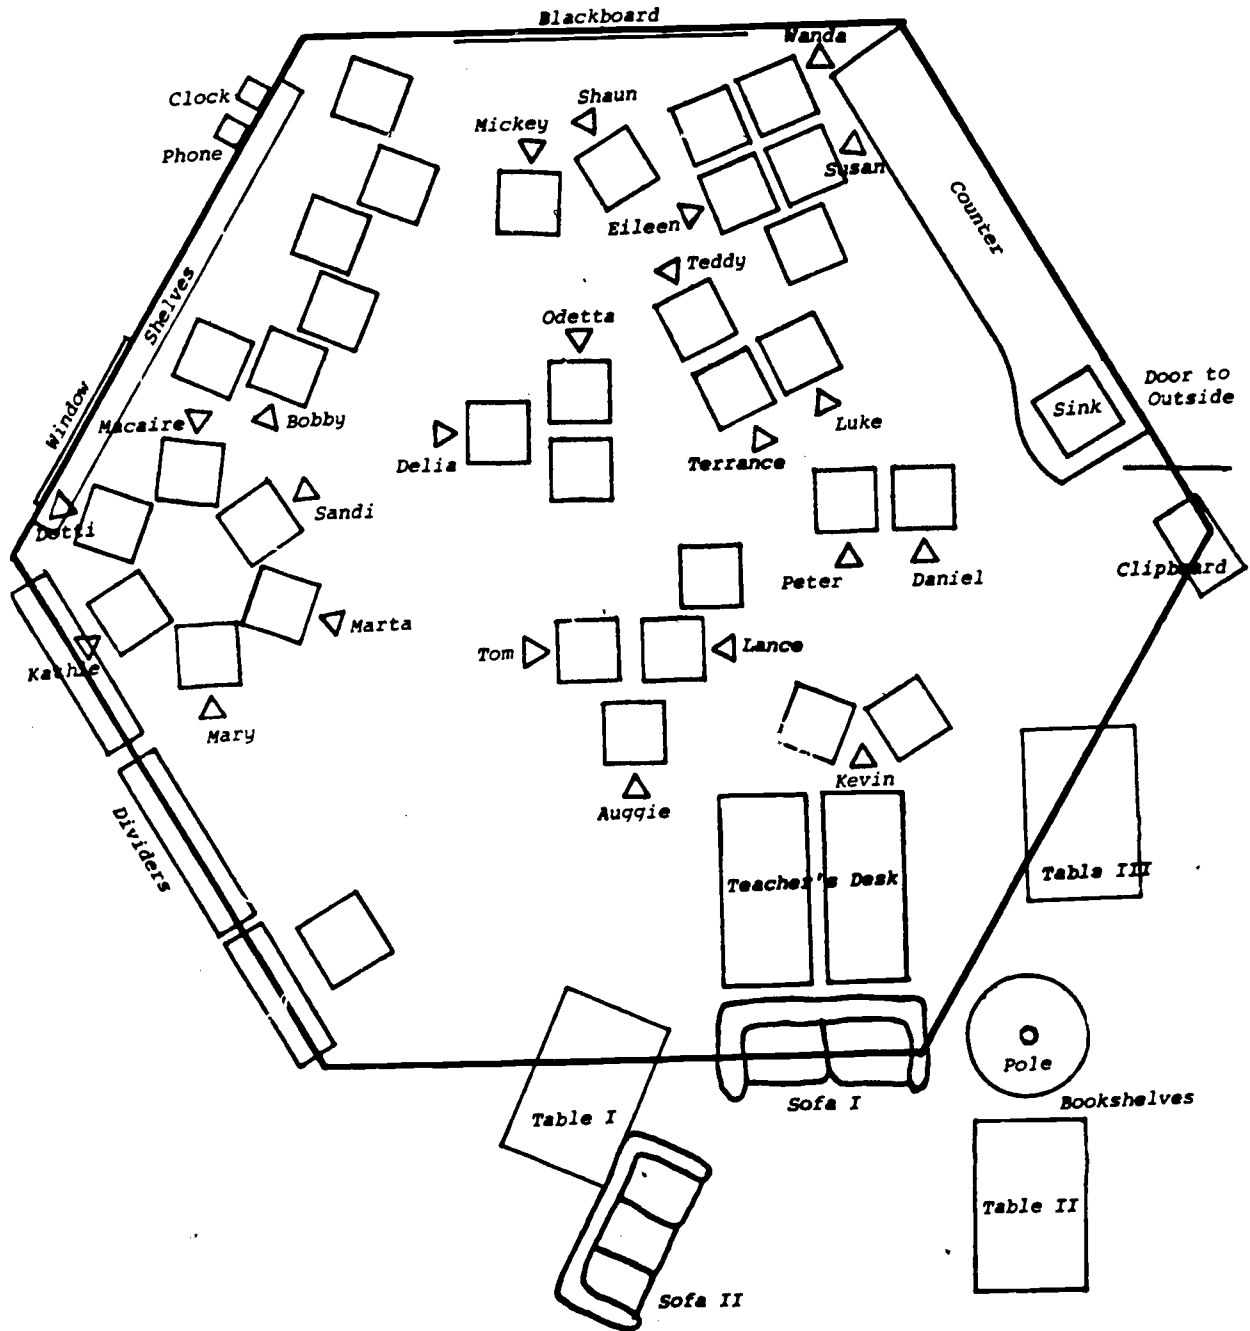 Blackboard
Wanda
Clock
Shaun
Mickey
Phone
Susan
Counter
Eileen
Teddy
Shelves
Odetta
Door to
Outside
Window
Sink
Macaire
Bobby
Luke
Delia
Terrance
Sandi
Dotti
Peter
Daniel
Clipboard
Marta
Tom
Lance
Kathie
Mary
Kevin
Auggie
Dividers
Teacher's Desk
Table III
Pole
Sofa I
Bookshelves
Table I
Table II
Sofa II